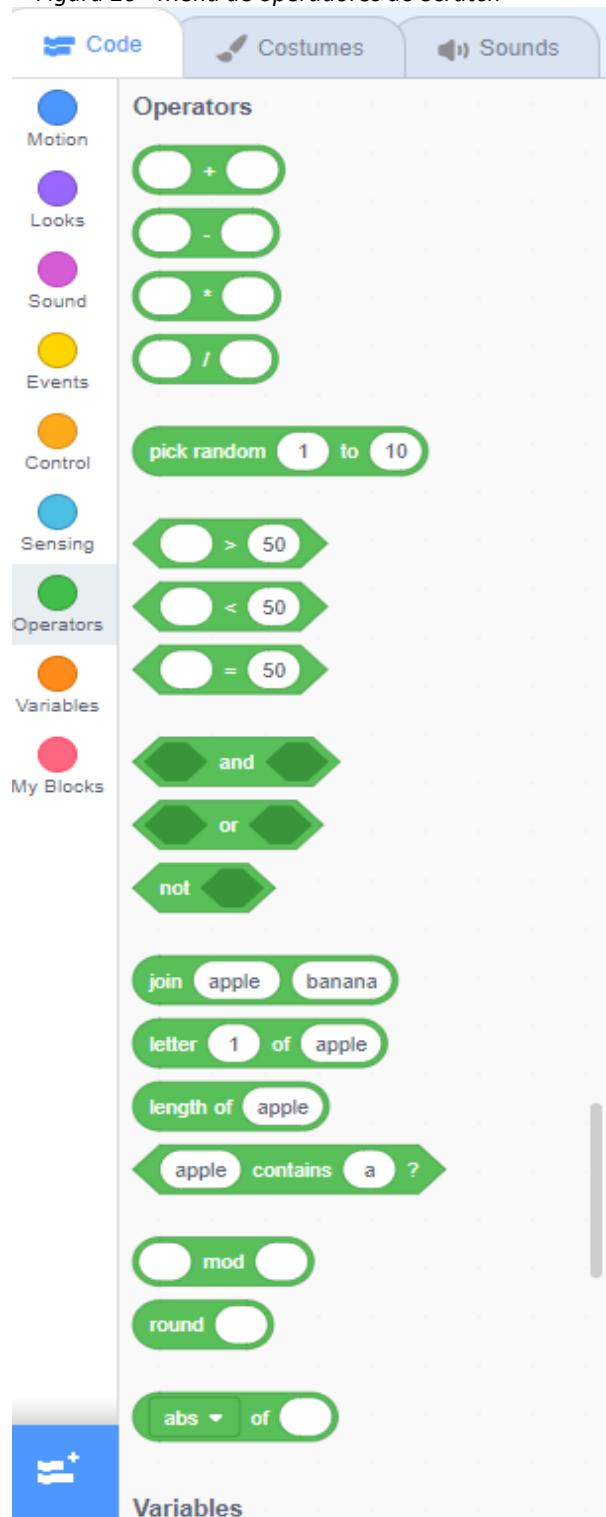 Code Costumes Sounds
Motion
Looks
Sound
Events
Control
Sensing
Operators
Variables
My Blocks
Operators
+
-
*
/
pick random 1 to 10
> 50
< 50
= 50
and
or
not
join apple banana
letter 1 of apple
length of apple
apple contains a ?
mod
round
abs of
Variables